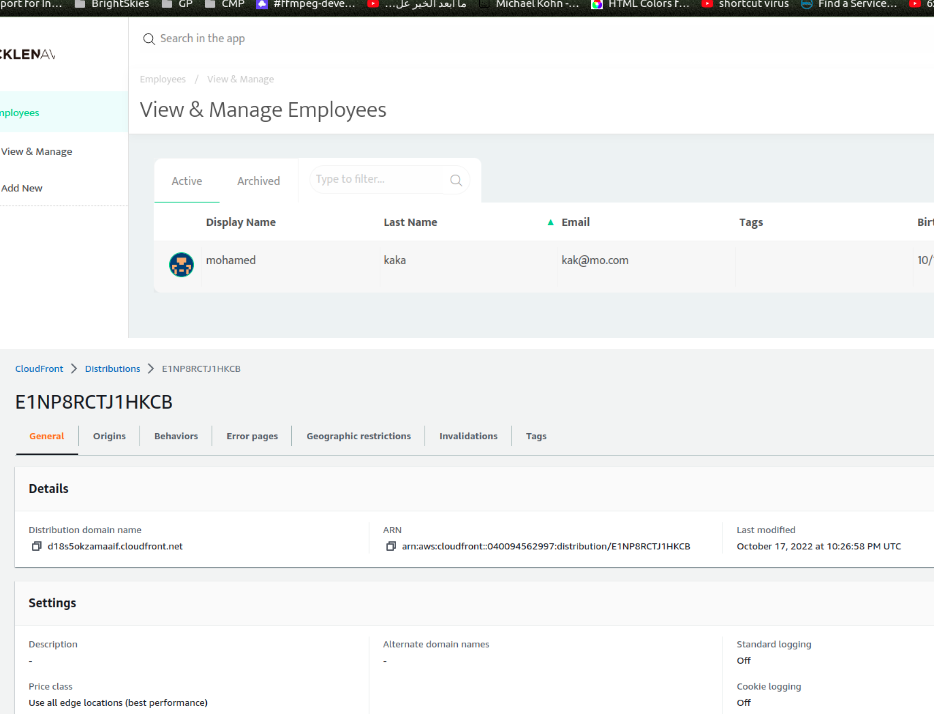 port for In... BrightSkies GP CMP #ffmpeg-deve... ما أبعد الخير عل... Michael Kohn -... HTML Colors f... shortcut virus Find a Service...
CKLENAV
Search in the app
Employees / View & Manage
View & Manage Employees
mployees
View & Manage
Add New
Active Archived Type to filter...
Display Name Last Name Email Tags Birt
mohamed kaka kak@mo.com 10/
CloudFront > Distributions > E1NP8RCTJ1HKCB
E1NP8RCTJ1HKCB
General Origins Behaviors Error pages Geographic restrictions Invalidations Tags
Details
Distribution domain name ARN Last modified
d18s5okzamaaif.cloudfront.net arn:aws:cloudfront::040094562997:distribution/E1NP8RCTJ1HKCB October 17, 2022 at 10:26:58 PM UTC
Settings
Description Alternate domain names Standard logging
- - Off
Price class Cookie logging
Use all edge locations (best performance) Off